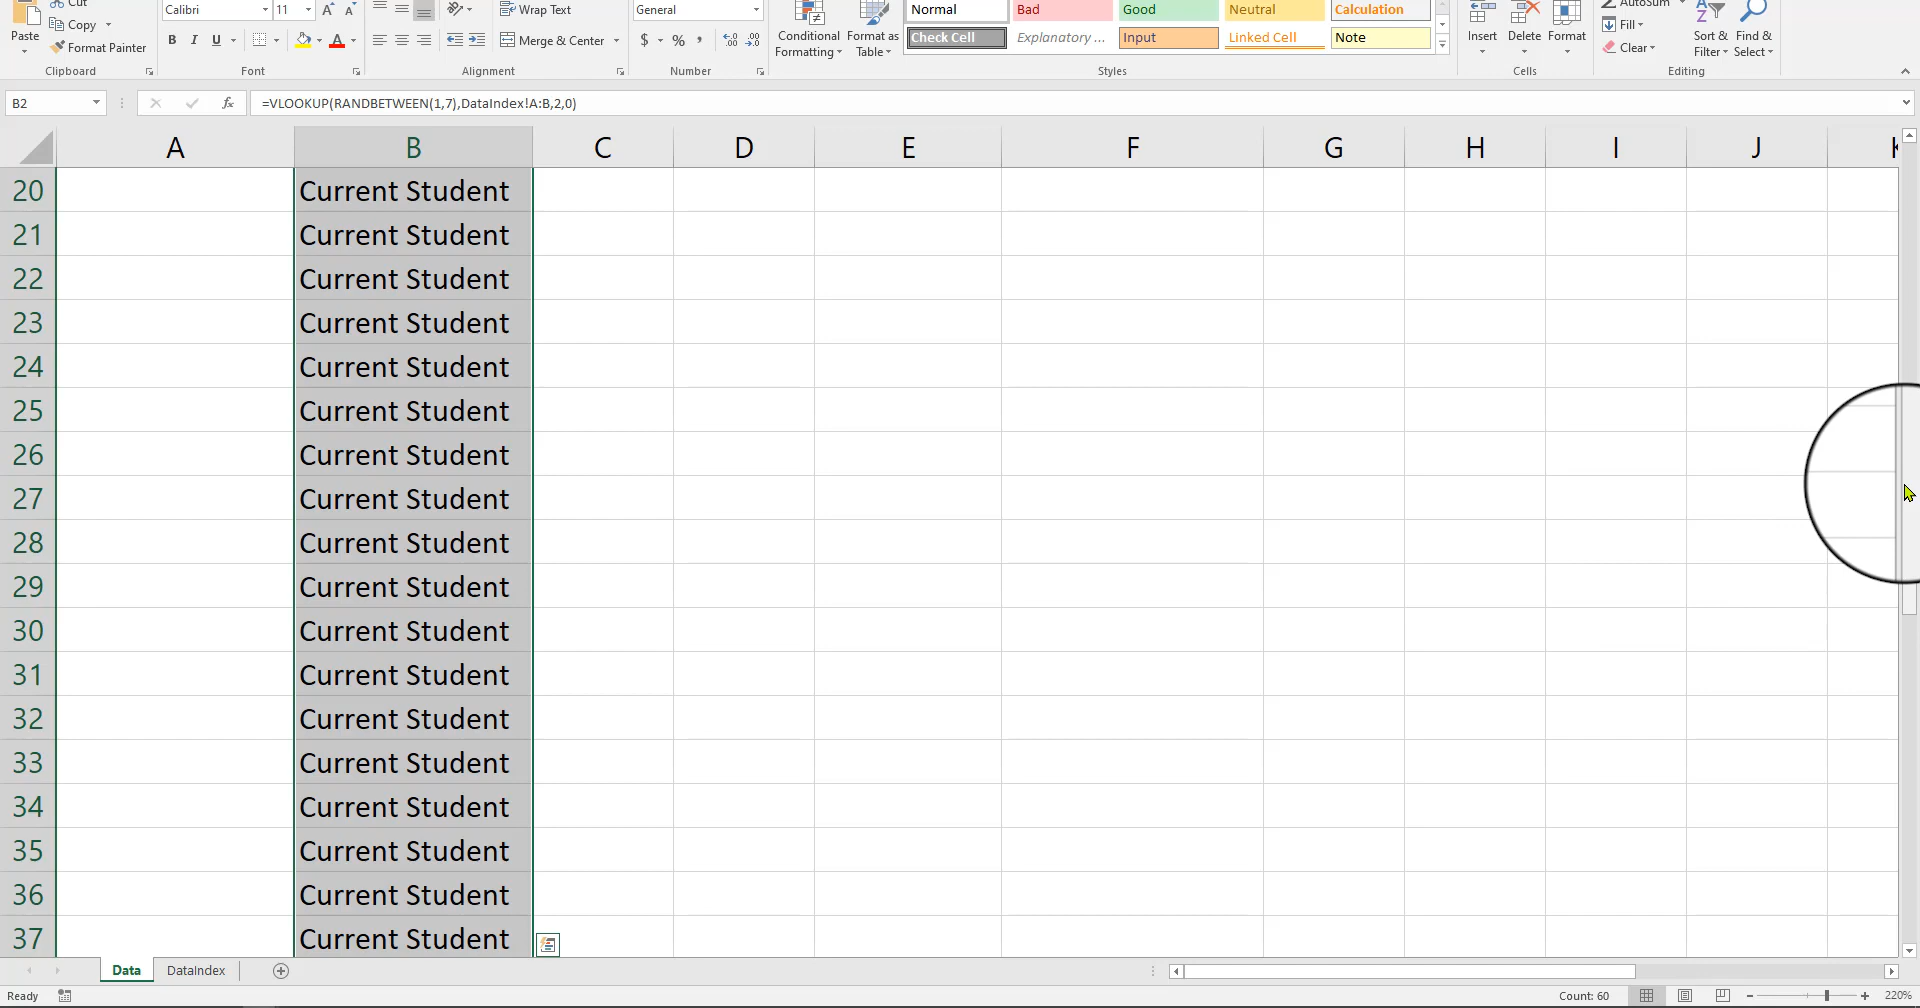 Cut
Calibri 11 A A Wrap Text General Normal Bad Good Neutral Calculation AutoSum
Paste Copy Conditional Formatting Format as Table Insert Delete Format Fill Sort & Filter Find & Select
Format Painter B I U A Merge & Center $ % , Check Cell Explanatory ... Input Linked Cell Note Clear
Clipboard Font Alignment Number Styles Cells Editing
B2 fx =VLOOKUP(RANDBETWEEN(1,7),DataIndex!A:B,2,0)
A B C D E F G H I J
20 Current Student
21 Current Student
22 Current Student
23 Current Student
24 Current Student
25 Current Student
26 Current Student
27 Current Student
28 Current Student
29 Current Student
30 Current Student
31 Current Student
32 Current Student
33 Current Student
34 Current Student
35 Current Student
36 Current Student
37 Current Student
Data DataIndex
Ready Count: 60 220%